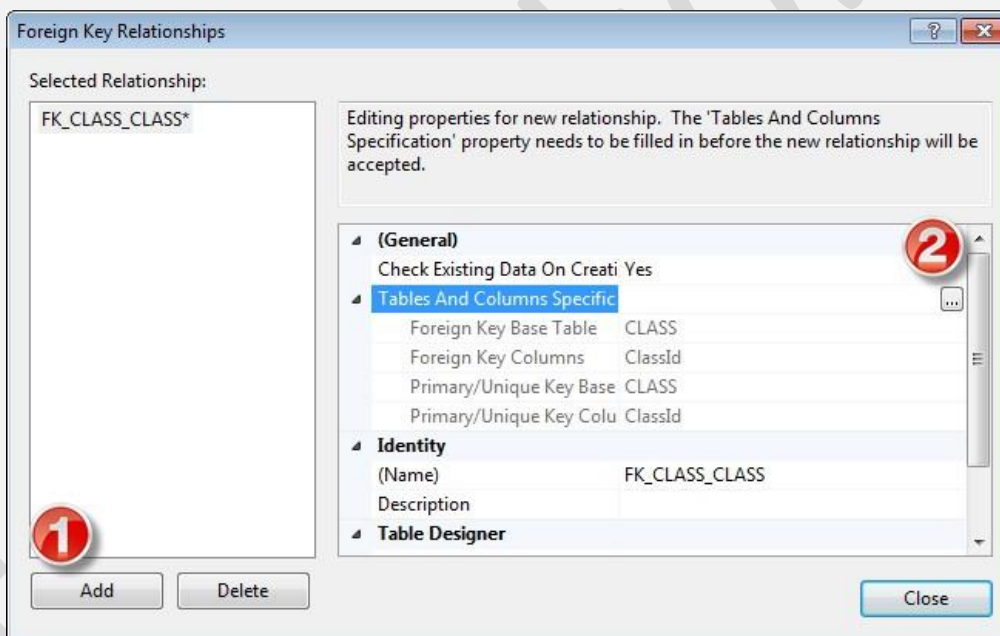 Foreign Key Relationships
Selected Relationship:
FK_CLASS_CLASS*
Editing properties for new relationship. The 'Tables And Columns
Specification' property needs to be filled in before the new relationship will be
accepted.
(General)
2
Check Existing Data On Creati Yes
Tables And Columns Specific ...
Foreign Key Base Table CLASS
Foreign Key Columns ClassId
Primary/Unique Key Base CLASS
Primary/Unique Key Colu ClassId
Identity
(Name) FK_CLASS_CLASS
Description
Table Designer
1
Add Delete
Close